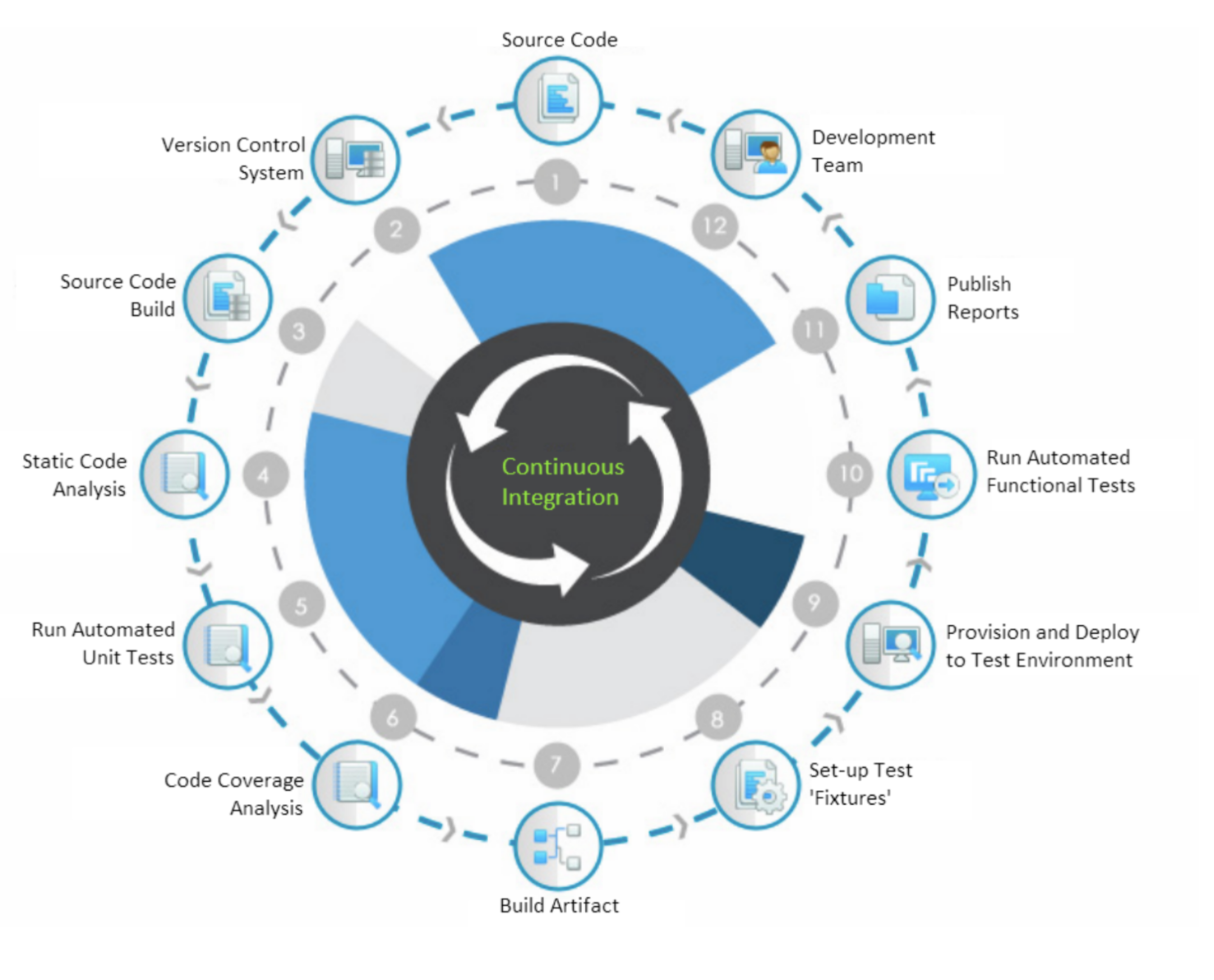 Source Code
Version Control
System
Development
Team
Source Code
Build
Publish
Reports
Static Code
Analysis
Run Automated
Functional Tests
Run Automated
Unit Tests
Provision and Deploy
to Test Environment
Code Coverage
Analysis
Set-up Test
'Fixtures'
Build Artifact
Continuous
Integration
1
2
3
4
5
6
7
8
9
10
11
12